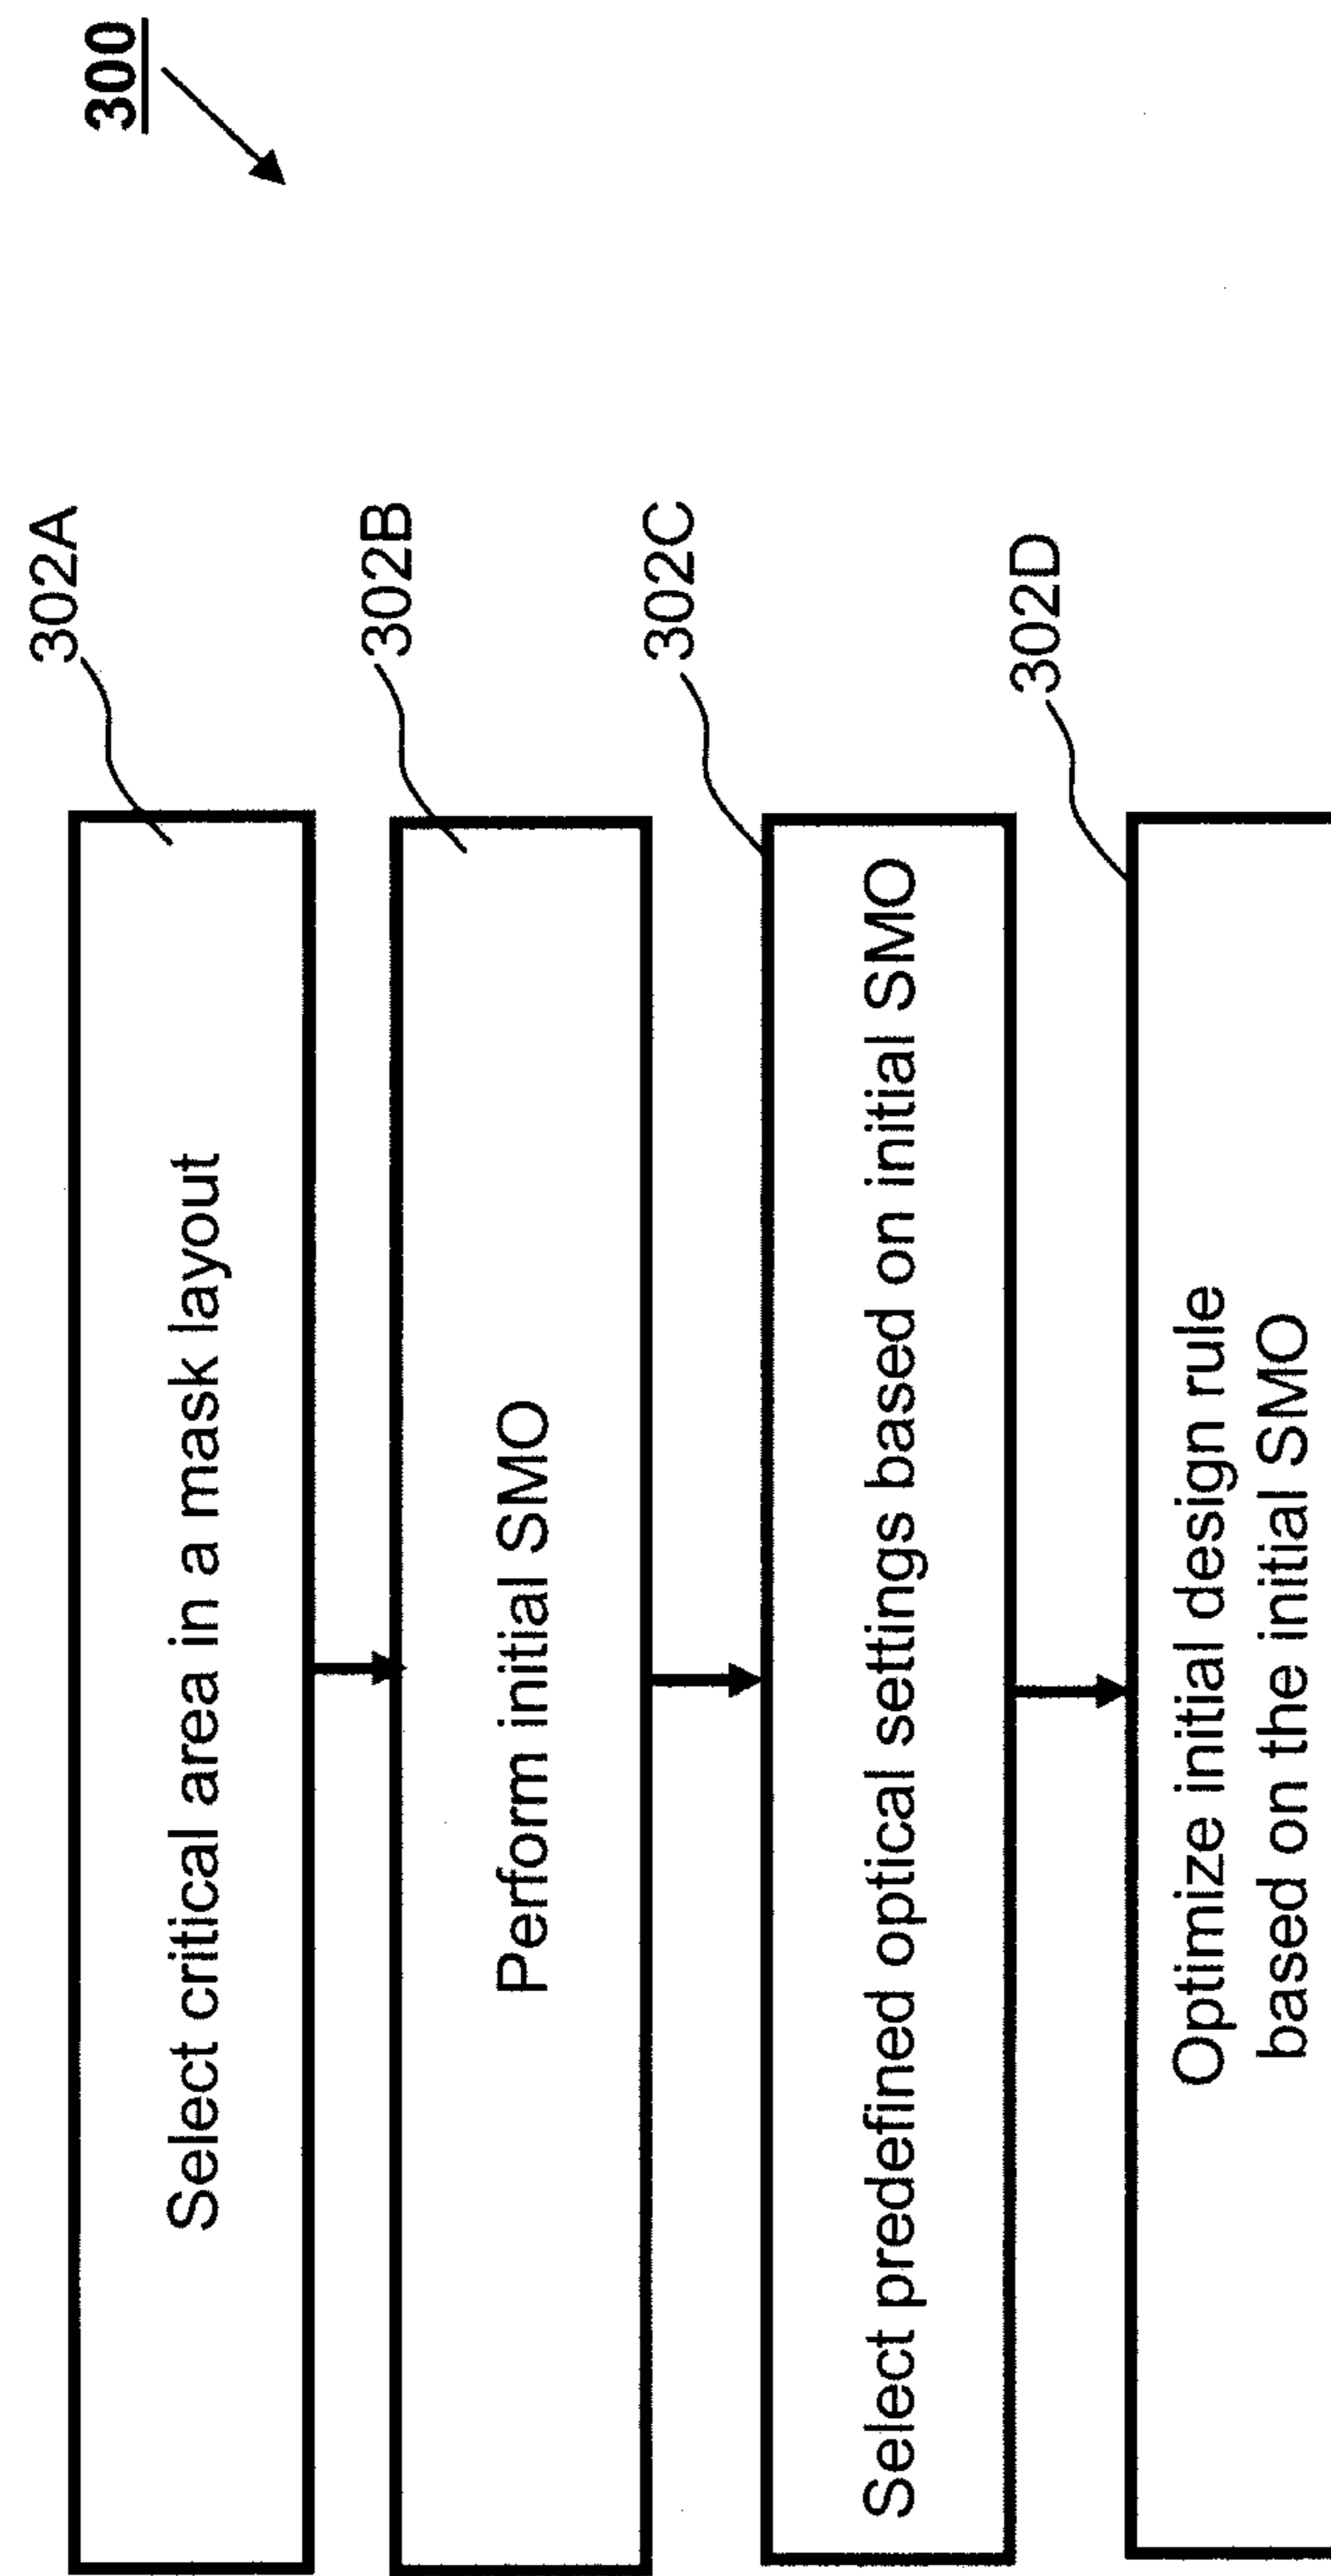 300
302A
Select critical area in a mask layout
302B
Perform initial SMO
302C
Select predefined optical settings based on initial SMO
302D
Optimize initial design rule
based on the initial SMO